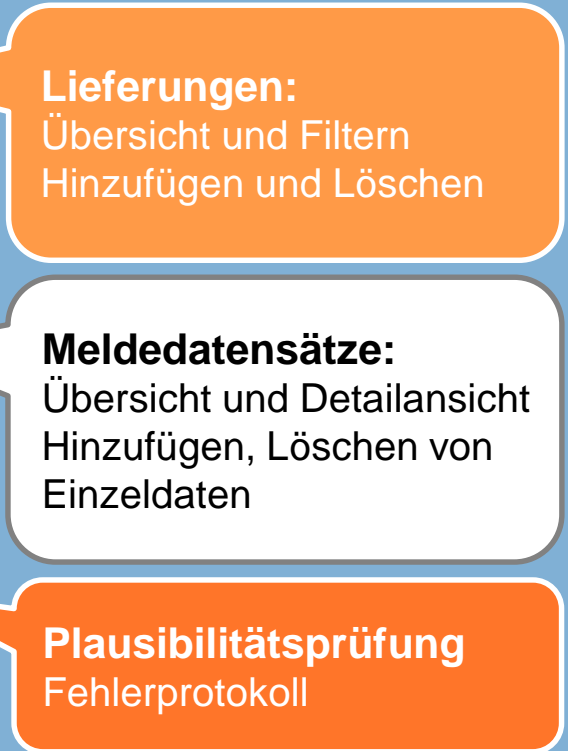 Lieferungen:
Übersicht und Filtern
Hinzufügen und Löschen
Meldedatensätze:
Übersicht und Detailansicht
Hinzufügen, Löschen von
Einzeldaten
Plausibilitätsprüfung
Fehlerprotokoll